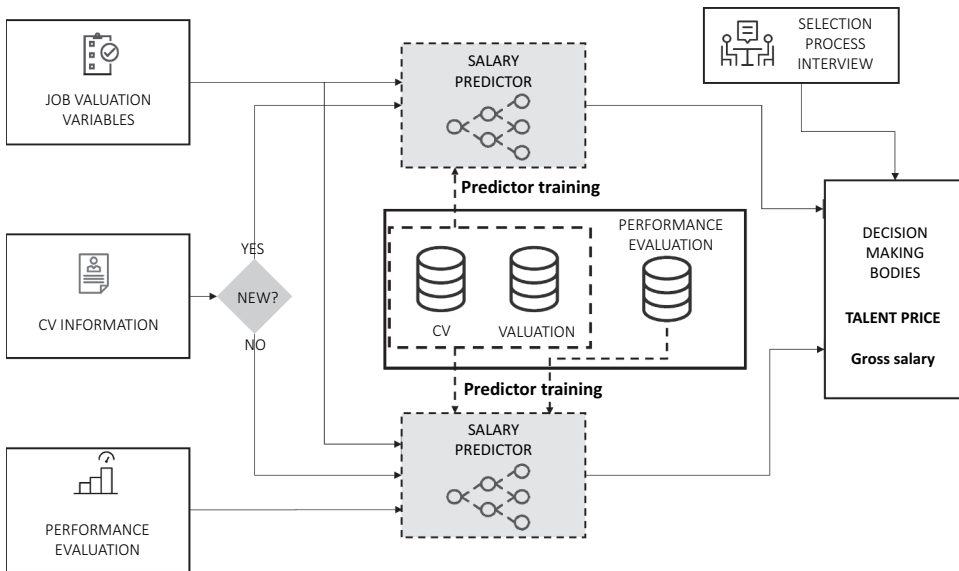 JOB VALUATION
VARIABLES
SALARY
PREDICTOR
SELECTION
PROCESS
INTERVIEW
Predictor training
CV INFORMATION
YES
NEW?
NO
PERFORMANCE
EVALUATION
CV
VALUATION
DECISION
MAKING
BODIES
TALENT PRICE
Gross salary
Predictor training
SALARY
PREDICTOR
PERFORMANCE
EVALUATION